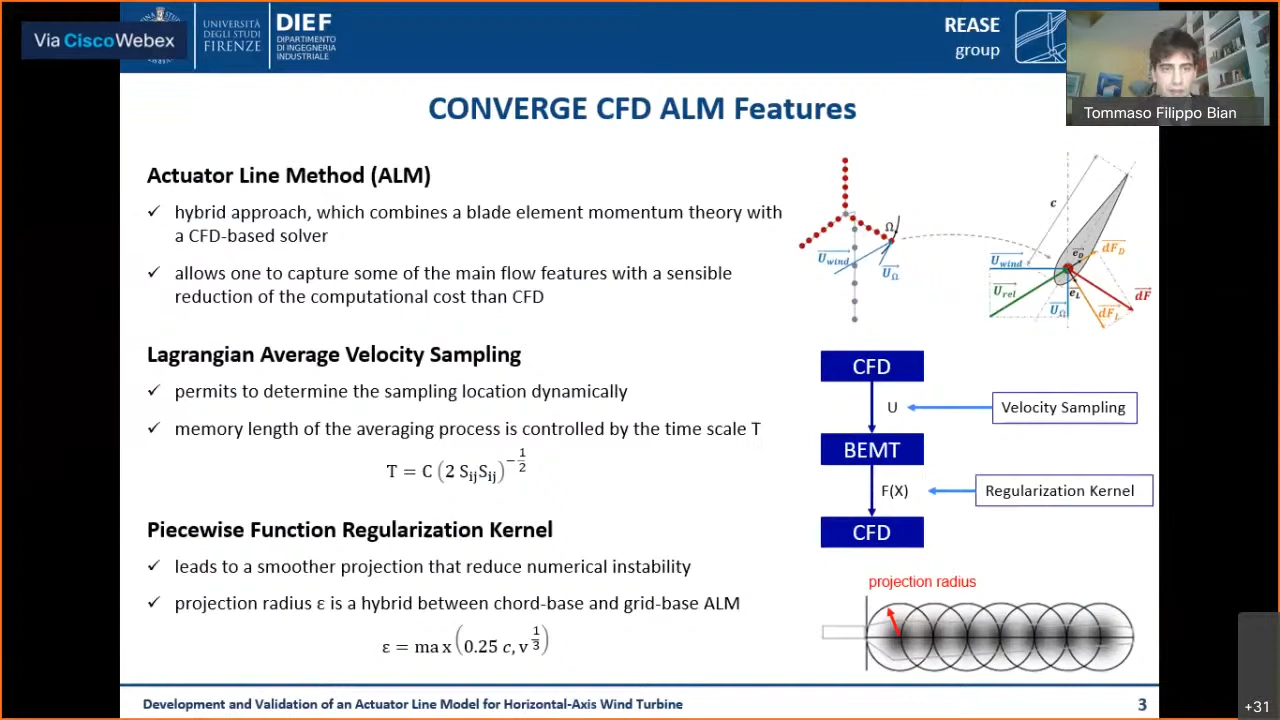 Via CiscoWebex
UNIVERSITÀ
DEGLI STUDI
FIRENZE
DIEF
DIPARTIMENTO
DI INGEGNERIA
INDUSTRIALE
REASE
group
Tommaso Filippo Bian
CONVERGE CFD ALM Features
Actuator Line Method (ALM)
✓ hybrid approach, which combines a blade element momentum theory with
a CFD-based solver
✓ allows one to capture some of the main flow features with a sensible
reduction of the computational cost than CFD
Lagrangian Average Velocity Sampling
✓ permits to determine the sampling location dynamically
✓ memory length of the averaging process is controlled by the time scale T
T = C (2 SᵢⱼSᵢⱼ)^(-1/2)
Piecewise Function Regularization Kernel
✓ leads to a smoother projection that reduce numerical instability
✓ projection radius ε is a hybrid between chord-base and grid-base ALM
ε = max(0.25 c, v^(1/3))
Ω
U_wind
U_Ω
c
e_D
dF_D
U_wind
U_rel
e_L
U_Ω
dF_L
dF
CFD
U
Velocity Sampling
BEMT
F(X)
Regularization Kernel
CFD
projection radius
Development and Validation of an Actuator Line Model for Horizontal-Axis Wind Turbine
3
+31